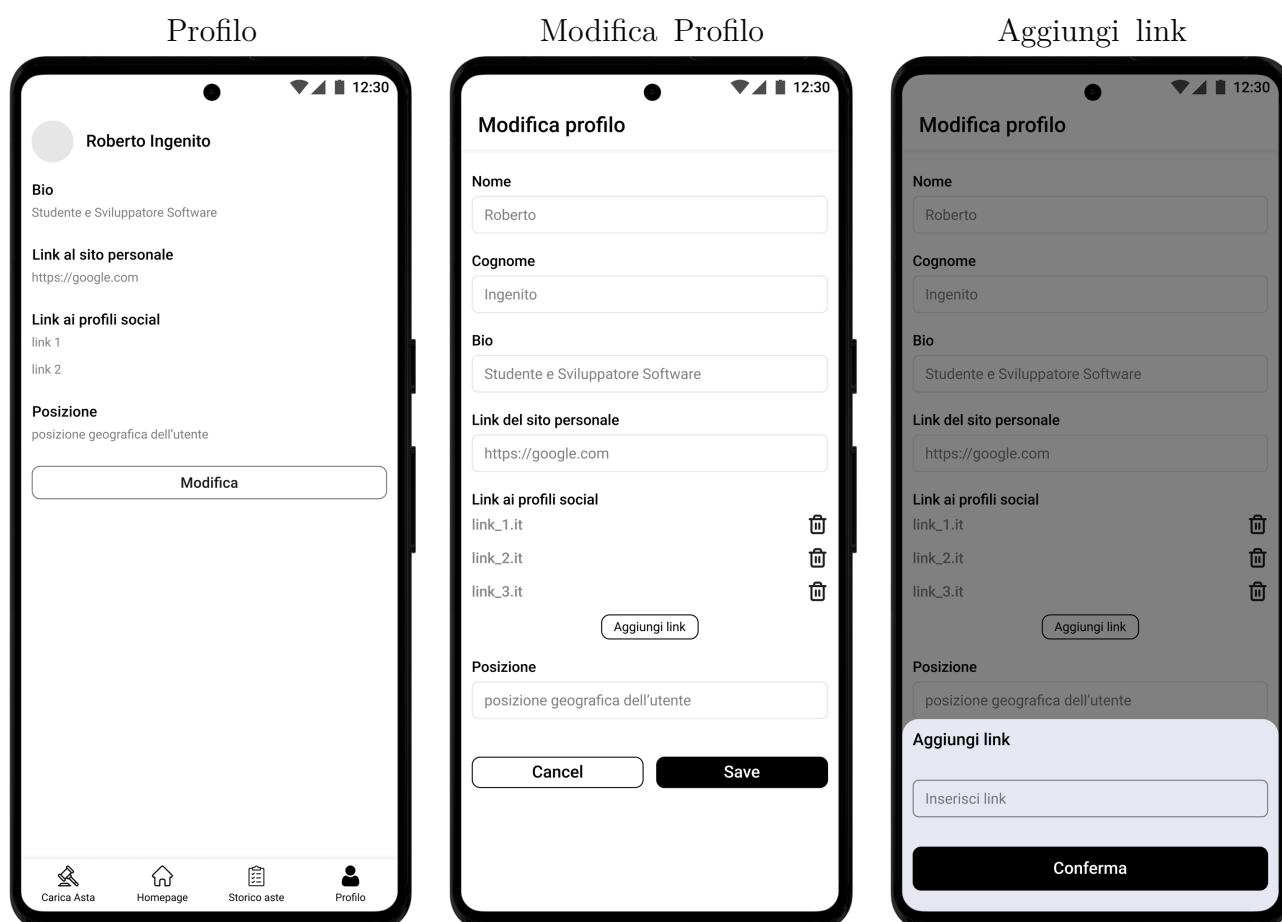 Profilo
12:30
Roberto Ingenito
Bio
Studente e Sviluppatore Software
Link al sito personale
https://google.com
Link ai profili social
link 1
link 2
Posizione
posizione geografica dell'utente
Modifica
Carica Asta
Homepage
Storico aste
Profilo
Modifica Profilo
12:30
Modifica profilo
Nome
Roberto
Cognome
Ingenito
Bio
Studente e Sviluppatore Software
Link del sito personale
https://google.com
Link ai profili social
link_1.it
link_2.it
link_3.it
Aggiungi link
Posizione
posizione geografica dell'utente
Cancel
Save
Aggiungi link
12:30
Modifica profilo
Nome
Roberto
Cognome
Ingenito
Bio
Studente e Sviluppatore Software
Link del sito personale
https://google.com
Link ai profili social
link_1.it
link_2.it
link_3.it
Aggiungi link
Posizione
posizione geografica dell'utente
Aggiungi link
Inserisci link
Conferma